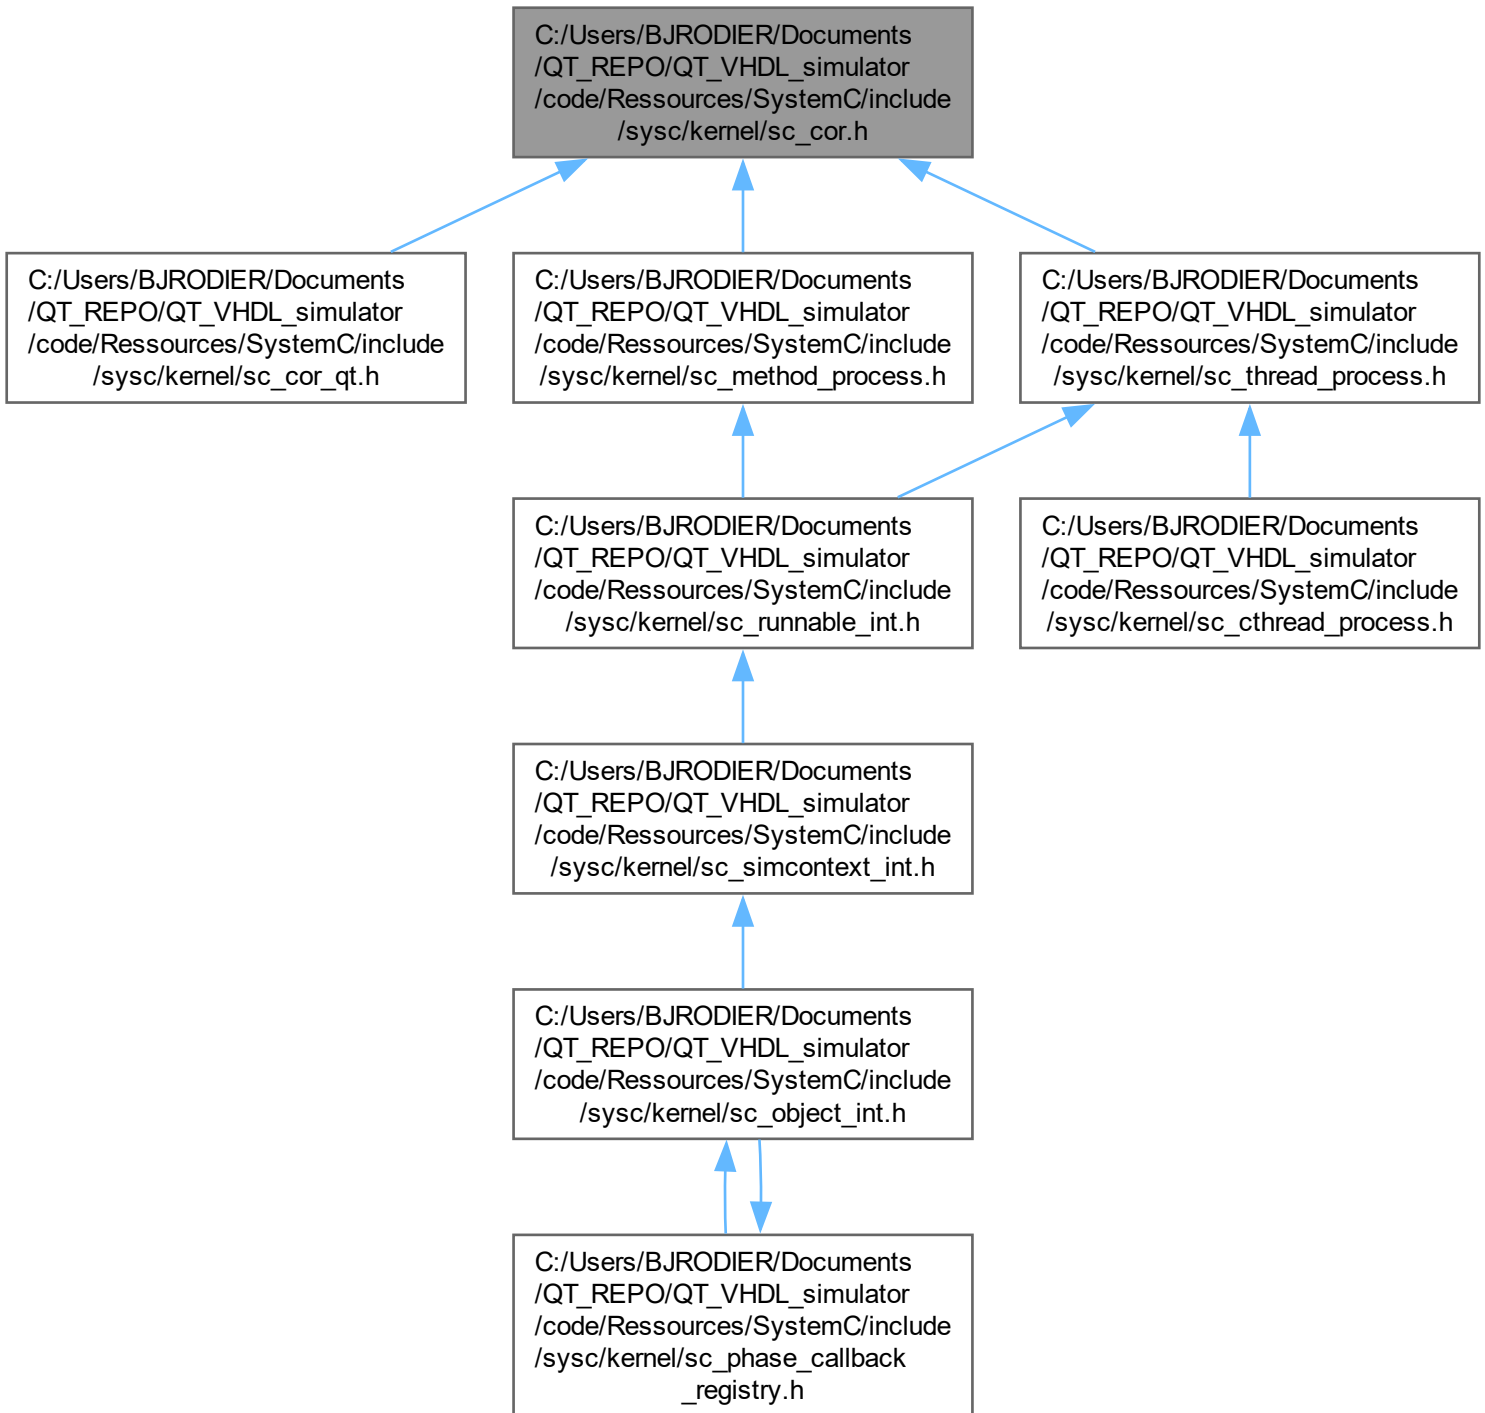 C:/Users/BJRODIER/Documents
/QT_REPO/QT_VHDL_simulator
/code/Ressources/SystemC/include
/sysc/kernel/sc_cor.h
C:/Users/BJRODIER/Documents
/QT_REPO/QT_VHDL_simulator
/code/Ressources/SystemC/include
/sysc/kernel/sc_cor_qt.h
C:/Users/BJRODIER/Documents
/QT_REPO/QT_VHDL_simulator
/code/Ressources/SystemC/include
/sysc/kernel/sc_method_process.h
C:/Users/BJRODIER/Documents
/QT_REPO/QT_VHDL_simulator
/code/Ressources/SystemC/include
/sysc/kernel/sc_thread_process.h
C:/Users/BJRODIER/Documents
/QT_REPO/QT_VHDL_simulator
/code/Ressources/SystemC/include
/sysc/kernel/sc_runnable_int.h
C:/Users/BJRODIER/Documents
/QT_REPO/QT_VHDL_simulator
/code/Ressources/SystemC/include
/sysc/kernel/sc_cthread_process.h
C:/Users/BJRODIER/Documents
/QT_REPO/QT_VHDL_simulator
/code/Ressources/SystemC/include
/sysc/kernel/sc_simcontext_int.h
C:/Users/BJRODIER/Documents
/QT_REPO/QT_VHDL_simulator
/code/Ressources/SystemC/include
/sysc/kernel/sc_object_int.h
C:/Users/BJRODIER/Documents
/QT_REPO/QT_VHDL_simulator
/code/Ressources/SystemC/include
/sysc/kernel/sc_phase_callback
_registry.h